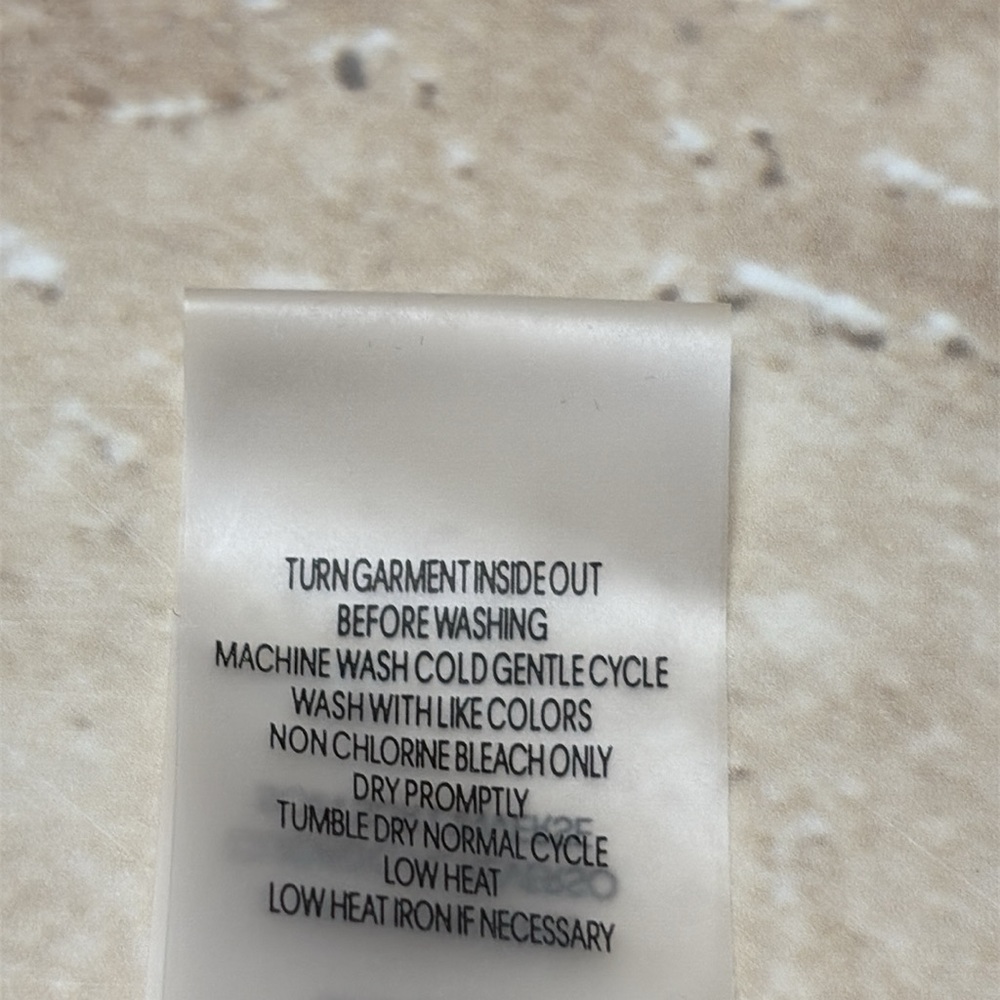 TURN GARMENT INSIDE OUT
BEFORE WASHING
MACHINE WASH COLD GENTLE CYCLE
WASH WITH LIKE COLORS
NON CHLORINE BLEACH ONLY
DRY PROMPTLY
TUMBLE DRY NORMAL CYCLE
LOW HEAT
LOW HEAT IRON IF NECESSARY